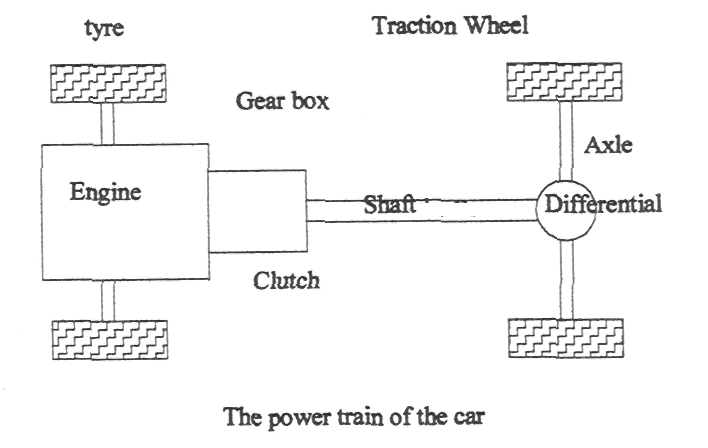 tyre
Traction Wheel
Gear box
Axle
Engine
Shaft
Differential
Clutch
The power train of the car